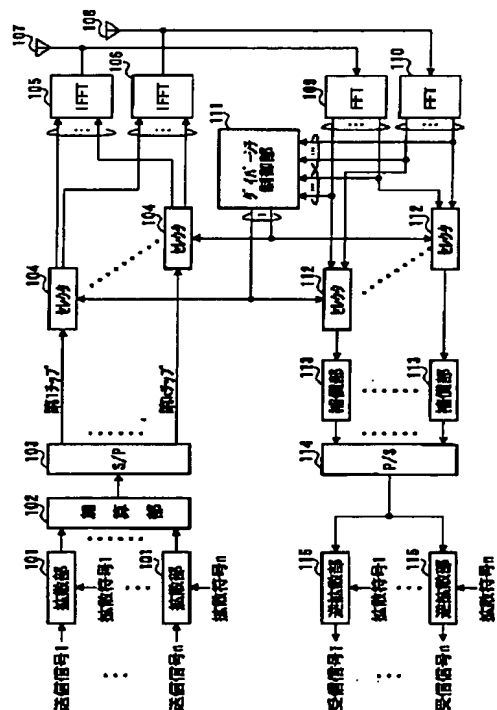 送信信号1
送信信号n
101
拡散部
拡散符号1
101
拡散部
拡散符号n
102
加算部
103
S/P
第1チップ
第kチップ
104
セレクタ
104
セレクタ
105
IFFT
106
IFFT
107
108
109
FFT
110
FFT
111
ダイバーシチ
制御部
112
セレクタ
112
セレクタ
113
補償部
113
補償部
114
P/S
115
逆拡散部
拡散符号1
115
逆拡散部
拡散符号n
受信信号1
受信信号n